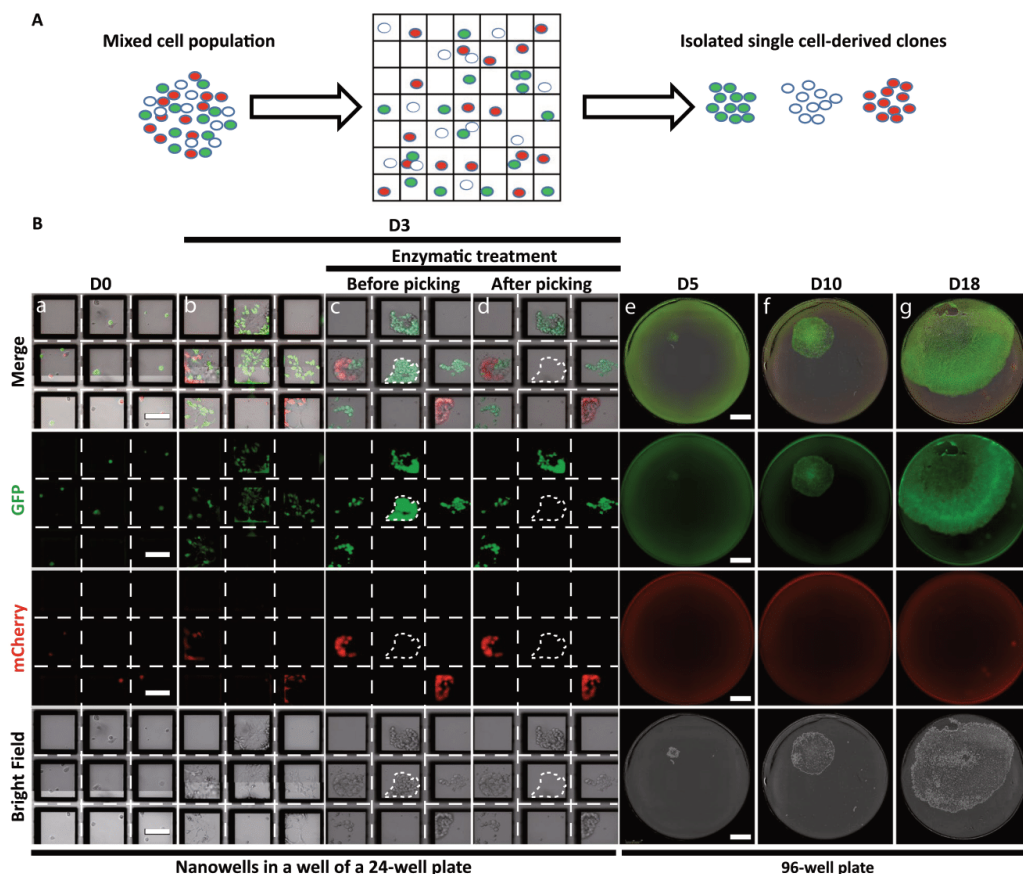 A
Mixed cell population
Isolated single cell-derived clones
B
D3
Enzymatic treatment
D0
Before picking
After picking
D5
D10
D18
a
b
c
d
e
f
g
Merge
GFP
mCherry
Bright Field
Nanowells in a well of a 24-well plate
96-well plate